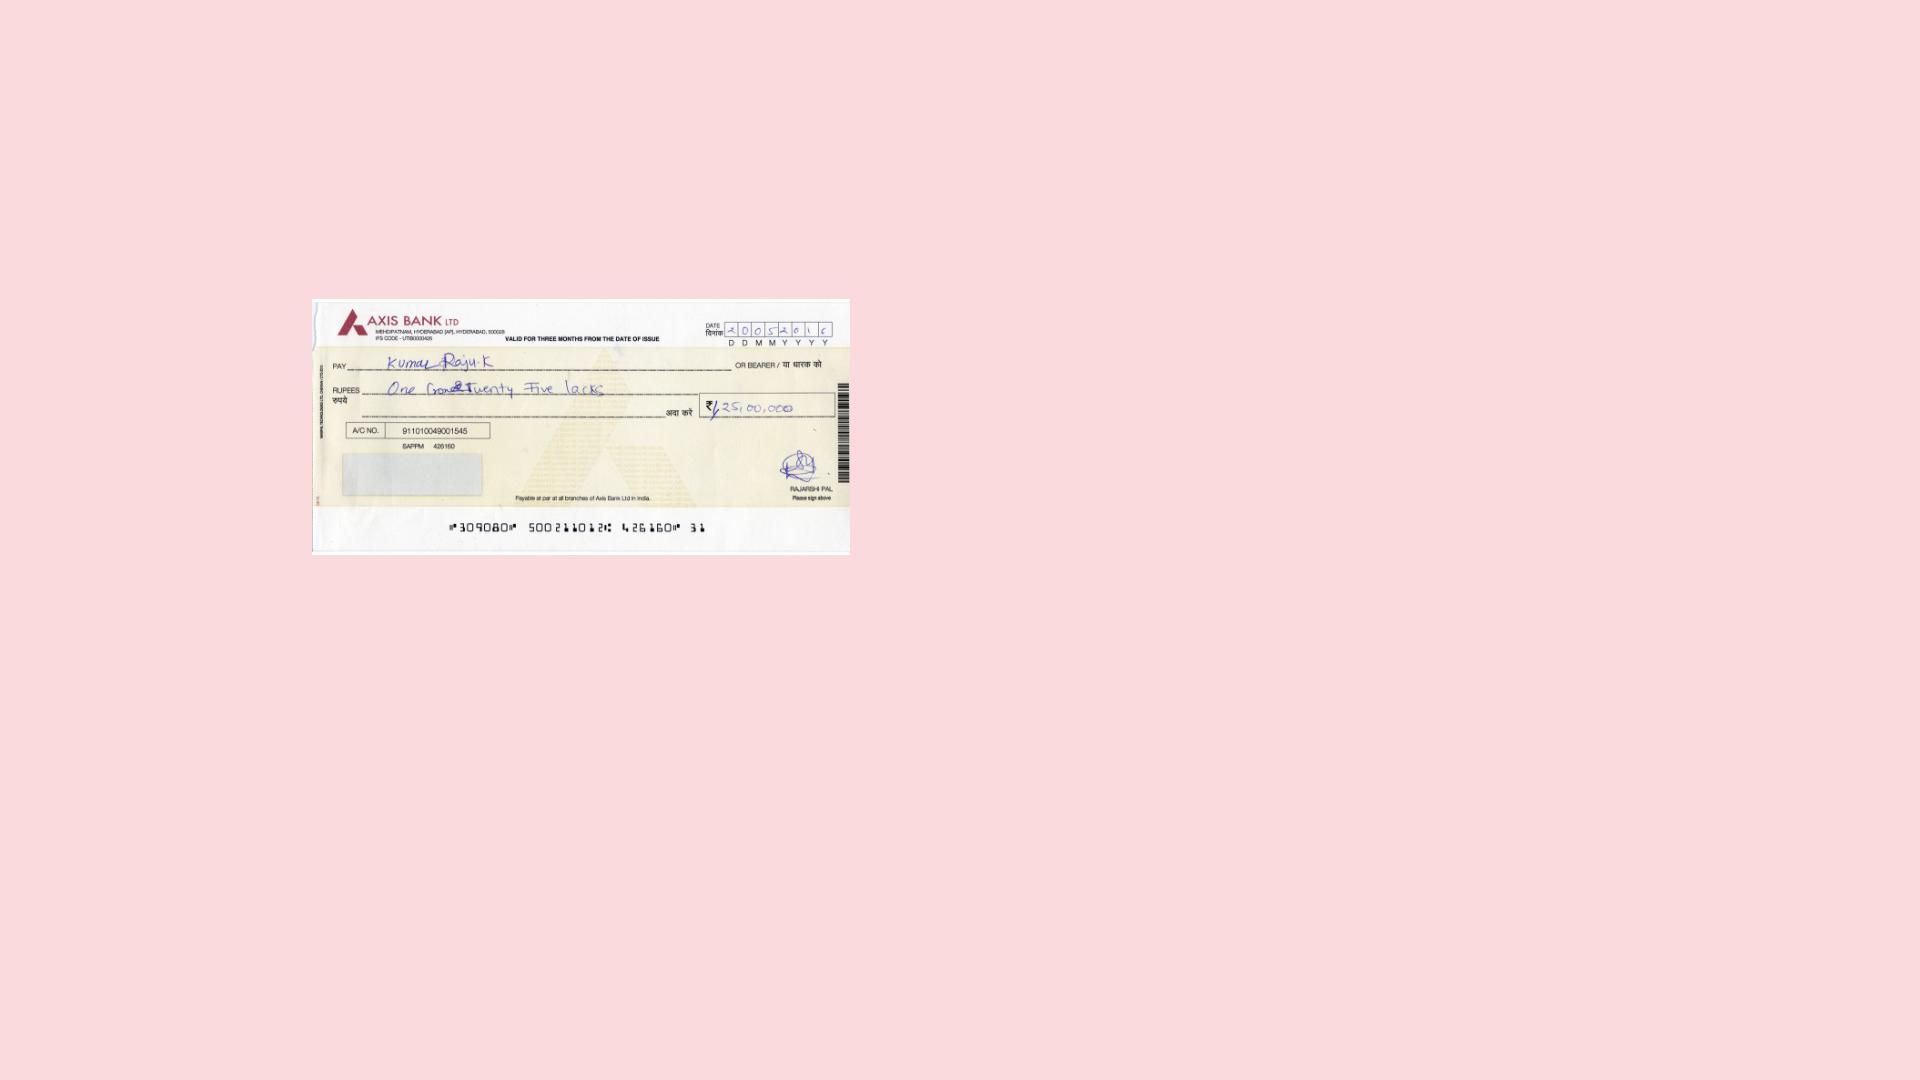 AXIS BANK LTD
MEHDIPATNAM, HYDERABAD [AP], HYDERABAD, 500028
IFS CODE - UTIB0000426
VALID FOR THREE MONTHS FROM THE DATE OF ISSUE
DATE
दिनांक
2 0 0 5 2 0 1 6
D D M M Y Y Y Y
PAY Kumar Raju.K OR BEARER / या धारक को
RUPEES One Crore & Twenty Five lacks
रुपये
अदा करें ₹ 1,25,00,000
A/C NO. 911010049001545
SAPPM 426160
RAJARSHI PAL
Please sign above
Payable at par at all branches of Axis Bank Ltd in India.
⑈309080⑈ 500211012⑆ 426160⑈ 31